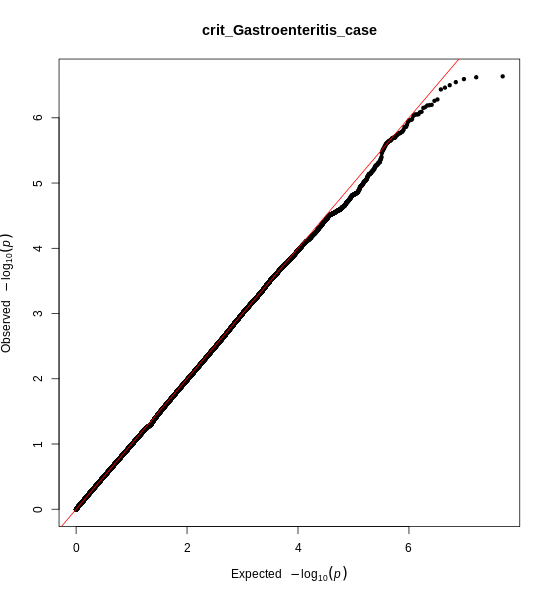 crit_Gastroenteritis_case
6
5
4
3
2
1
0
Observed −log10(p)
0 2 4 6
Expected −log10(p)